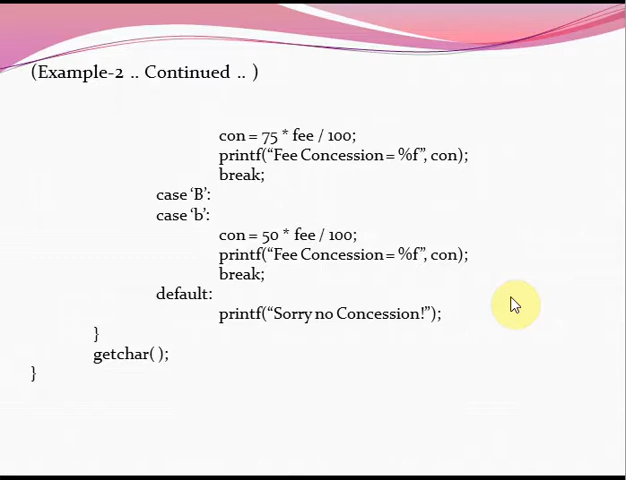 (Example-2 .. Continued .. )
con = 75 * fee / 100;
printf(“Fee Concession = %f”, con);
break;
case ‘B’:
case ‘b’:
con = 50 * fee / 100;
printf(“Fee Concession = %f”, con);
break;
default:
printf(“Sorry no Concession!”);
}
getchar( );
}